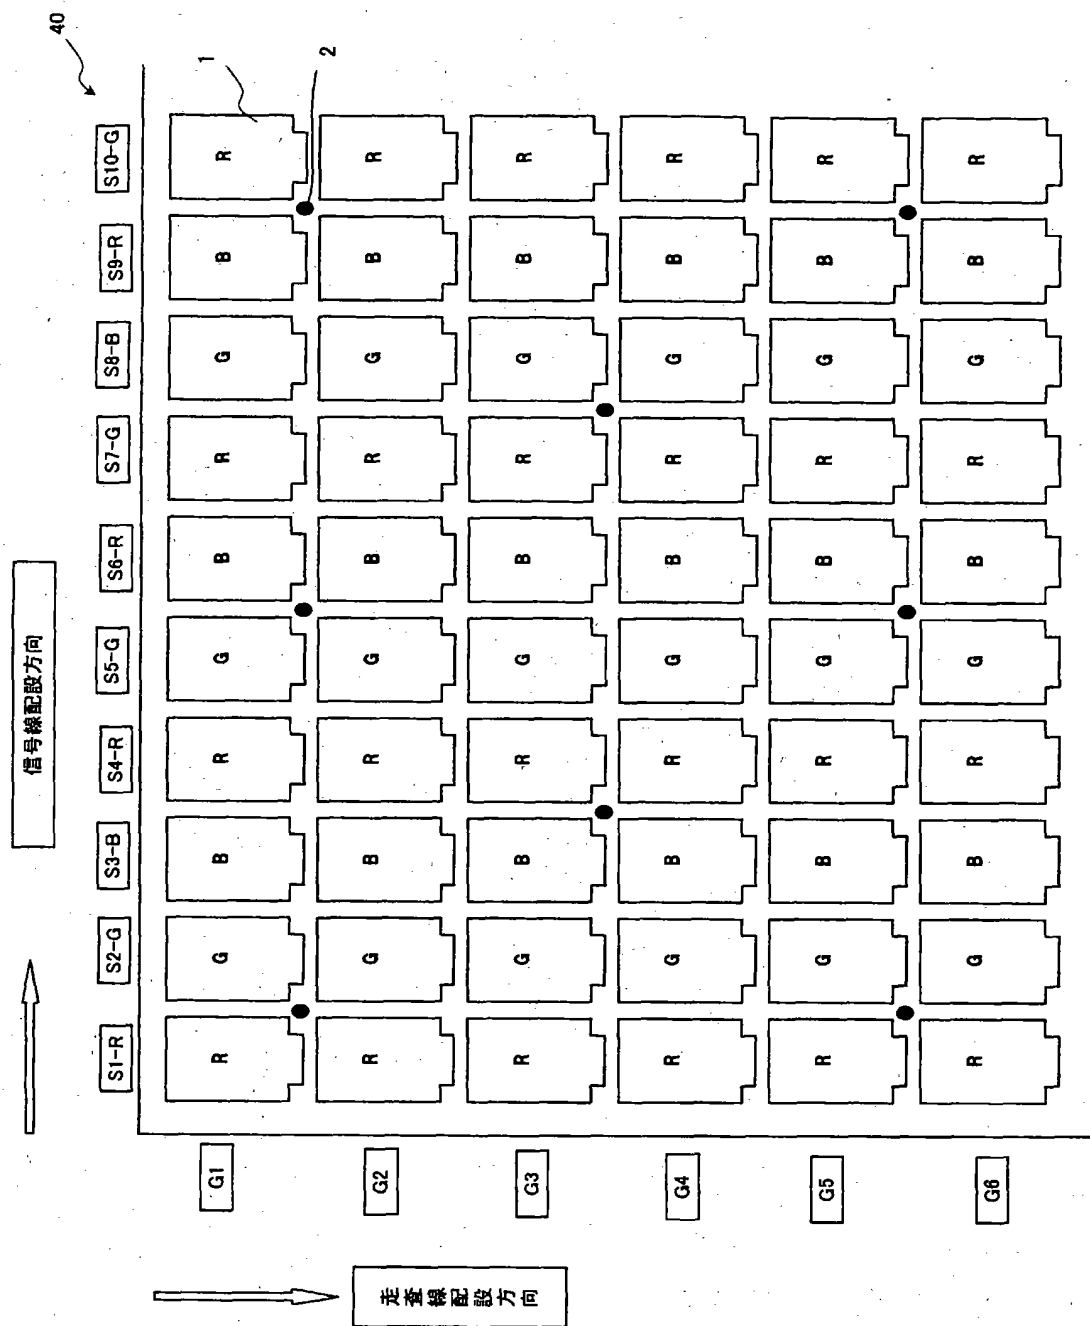 信号線配設方向
40
S1-R S2-G S3-B S4-R S5-G S6-R S7-G S8-B S9-R S10-G
1
2
G1 R G B R G B R G B R
G2 R G B R G B R G B R
G3 R G B R G B R G B R
G4 R G B R G B R G B R
G5 R G B R G B R G B R
G6 R G B R G B R G B R
走査線配設方向